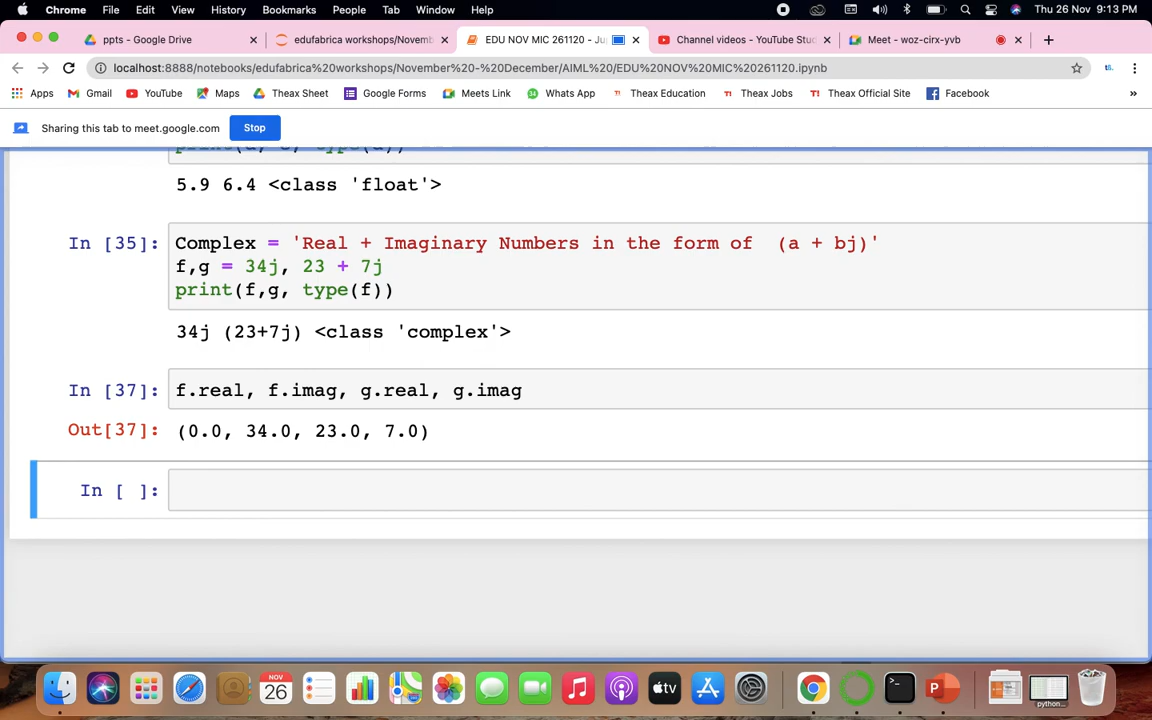 Chrome File Edit View History Bookmarks People Tab Window Help Thu 26 Nov 9:13 PM
ppts - Google Drive edufabrica workshops/Novemb EDU NOV MIC 261120 - Ju YouTube Channel videos - YouTube Stu Meet - woz-cirx-yvb
localhost:8888/notebooks/edufabrica%20workshops/November%20-%20December/AIML%20/EDU%20NOV%20MIC%20261120.ipynb
Apps Gmail YouTube Maps Theax Sheet Google Forms Meets Link Whats App Theax Education Theax Jobs Theax Official Site Facebook »
Sharing this tab to meet.google.com Stop
5.9 6.4 <class 'float'>
In [35]: Complex = 'Real + Imaginary Numbers in the form of  (a + bj)'
f,g = 34j, 23 + 7j
print(f,g, type(f))
34j (23+7j) <class 'complex'>
In [37]: f.real, f.imag, g.real, g.imag
Out[37]: (0.0, 34.0, 23.0, 7.0)
In [ ]:
NOV
26
tv
python...